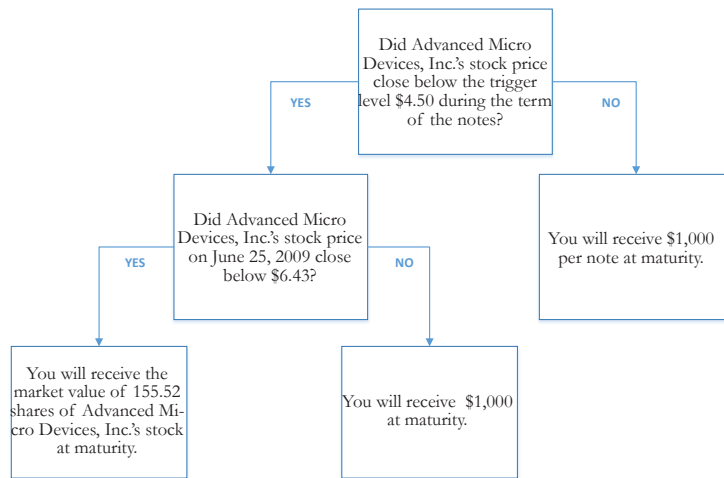 Did Advanced Micro
Devices, Inc.'s stock price
close below the trigger
level $4.50 during the term
of the notes?
YES
NO
Did Advanced Micro
Devices, Inc.'s stock price
on June 25, 2009 close
below $6.43?
You will receive $1,000
per note at maturity.
YES
NO
You will receive the
market value of 155.52
shares of Advanced Mi-
cro Devices, Inc.'s stock
at maturity.
You will receive $1,000
at maturity.